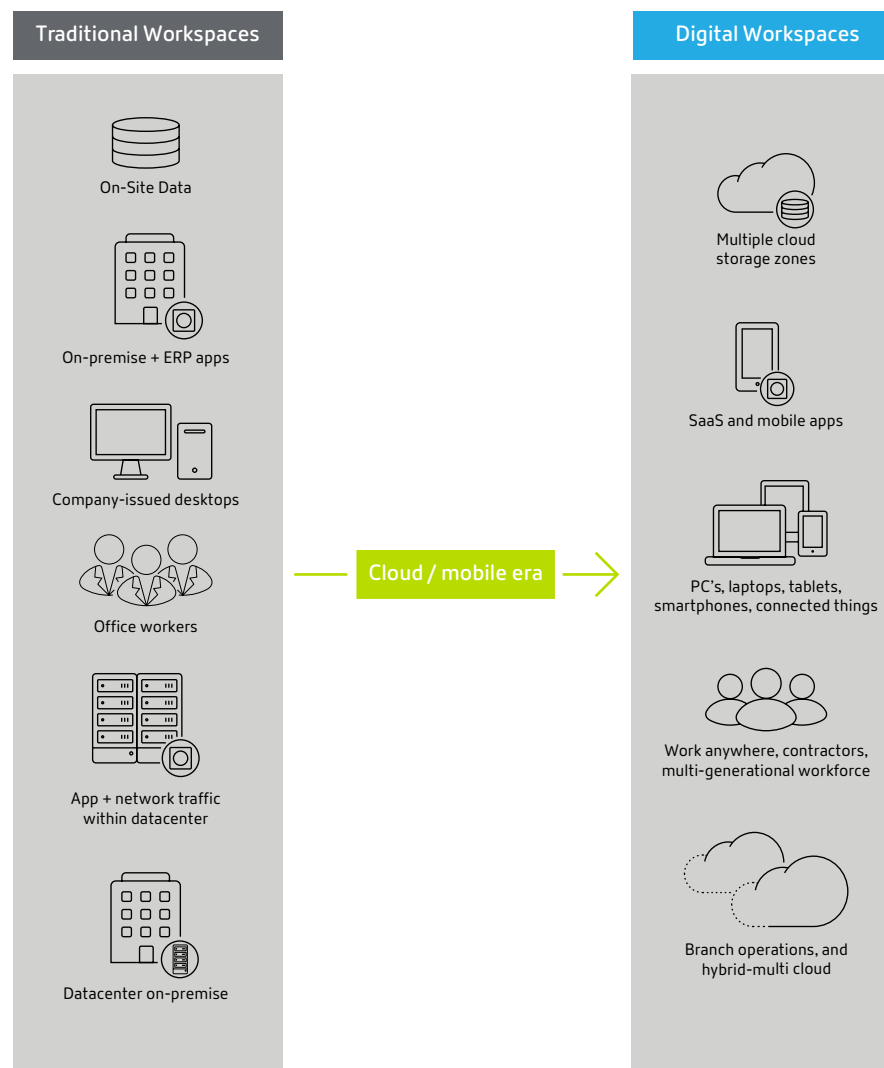 Traditional Workspaces
On-Site Data
On-premise + ERP apps
Company-issued desktops
Office workers
App + network traffic
within datacenter
Datacenter on-premise
Cloud / mobile era
Digital Workspaces
Multiple cloud
storage zones
SaaS and mobile apps
PC's, laptops, tablets,
smartphones, connected things
Work anywhere, contractors,
multi-generational workforce
Branch operations, and
hybrid-multi cloud